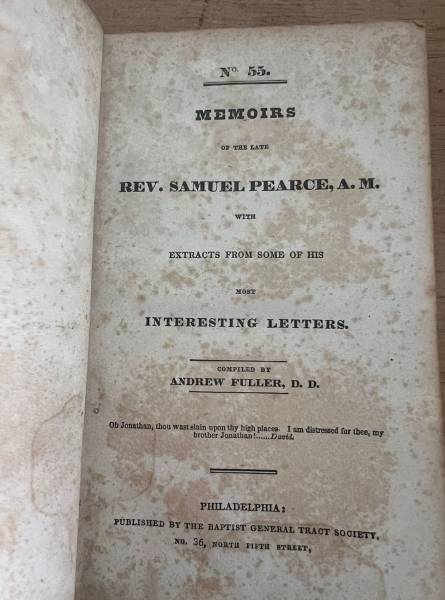 No. 55.
MEMOIRS
OF THE LATE
REV. SAMUEL PEARCE, A. M.
WITH
EXTRACTS FROM SOME OF HIS
MOST
INTERESTING LETTERS.
COMPILED BY
ANDREW FULLER, D. D.
Oh Jonathan, thou wast slain upon thy high places. I am distressed for thee, my
brother Jonathan!......David.
PHILADELPHIA:
PUBLISHED BY THE BAPTIST GENERAL TRACT SOCIETY,
NO. 36, NORTH FIFTH STREET,